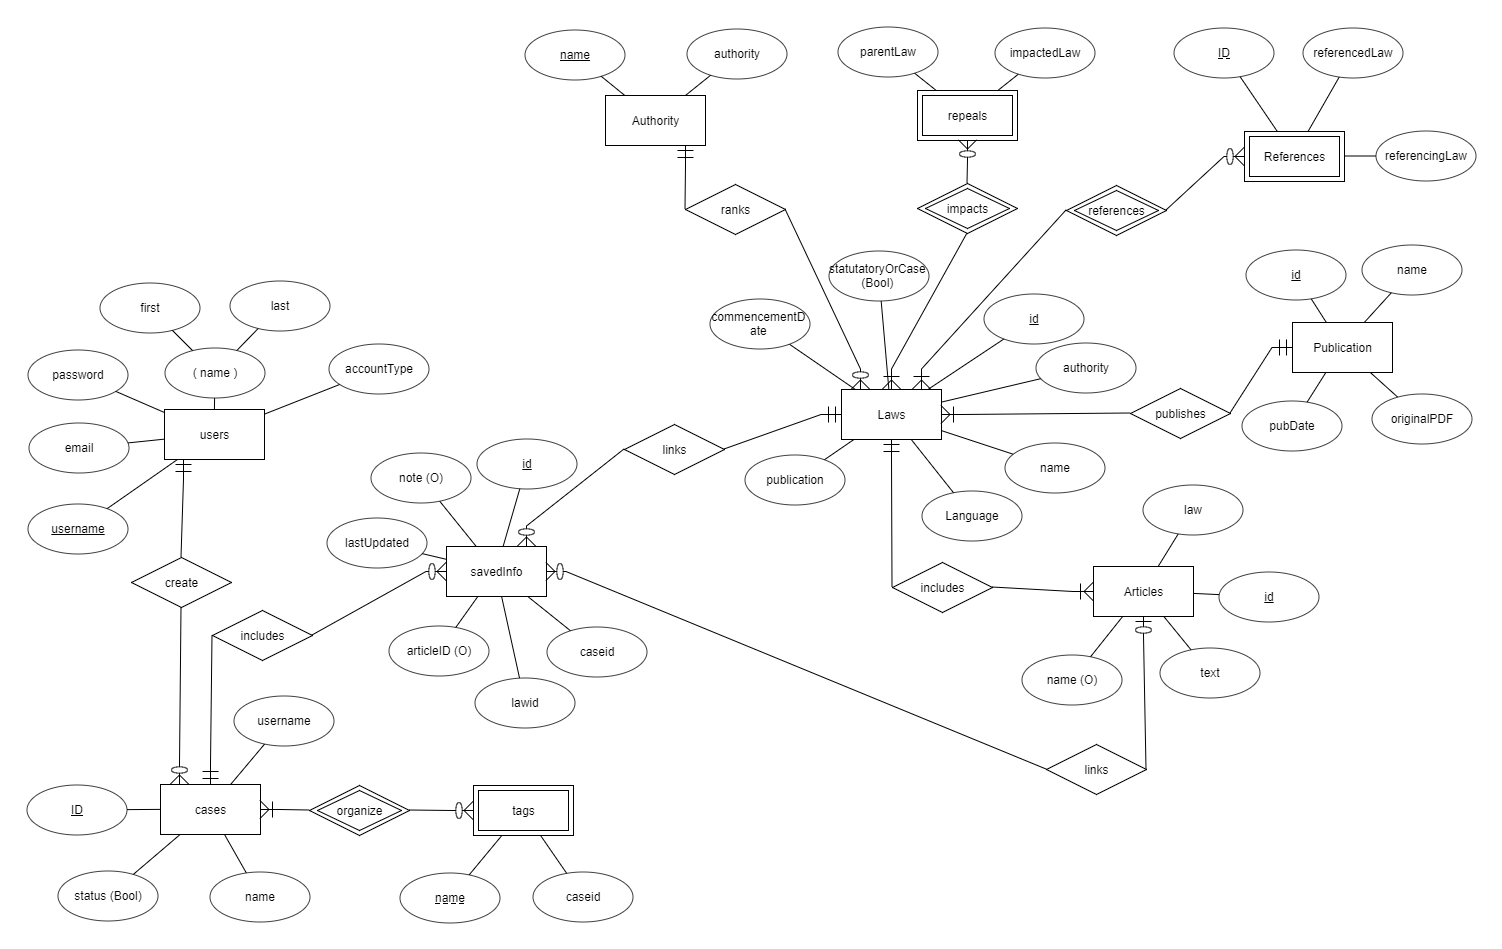 name
authority
Authority
ranks
parentLaw
impactedLaw
repeals
impacts
ID
referencedLaw
References
referencingLaw
references
statutatoryOrCase
(Bool)
commencementD
ate
id
authority
Laws
name
Language
publication
id
name
Publication
publishes
pubDate
originalPDF
first
last
( name )
password
accountType
users
email
username
create
links
note (O)
id
lastUpdated
savedInfo
articleID (O)
lawid
caseid
includes
includes
law
Articles
id
name (O)
text
links
username
ID
cases
status (Bool)
name
organize
tags
name
caseid